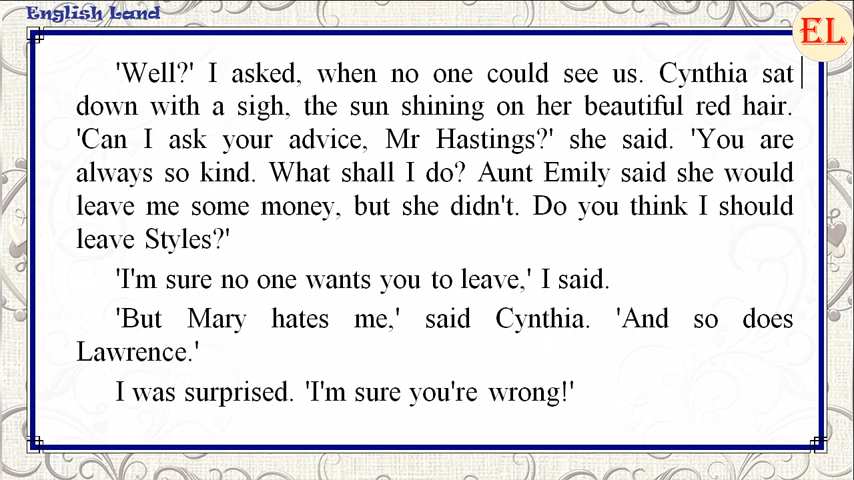 English Land
EL
'Well?' I asked, when no one could see us. Cynthia sat
down with a sigh, the sun shining on her beautiful red hair.
'Can I ask your advice, Mr Hastings?' she said. 'You are
always so kind. What shall I do? Aunt Emily said she would
leave me some money, but she didn't. Do you think I should
leave Styles?'
'I'm sure no one wants you to leave,' I said.
'But Mary hates me,' said Cynthia. 'And so does
Lawrence.'
I was surprised. 'I'm sure you're wrong!'